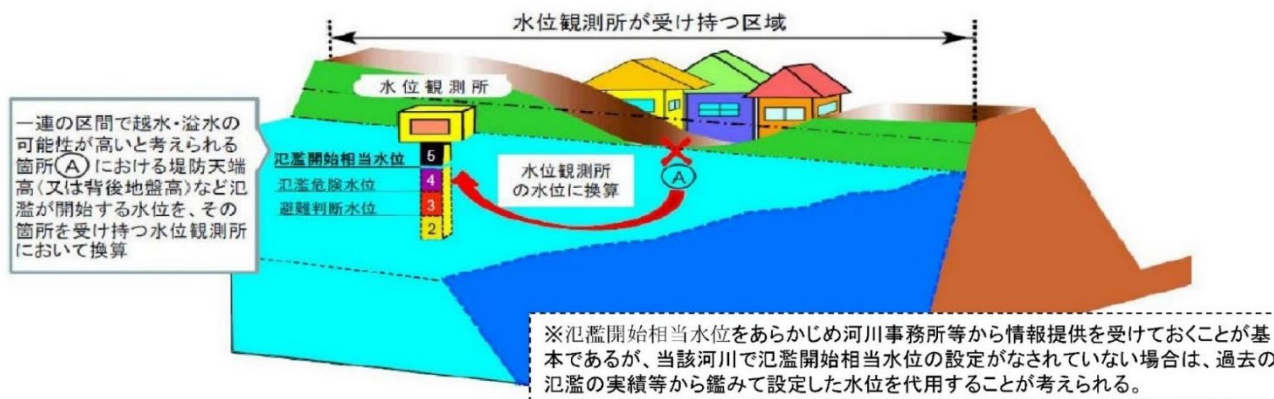 水位観測所が受け持つ区域
水位観測所
一連の区間で越水・溢水の
可能性が高いと考えられる
箇所Ⓐにおける堤防天端
高(又は背後地盤高)など氾
濫が開始する水位を、その
箇所を受け持つ水位観測所
において換算
氾濫開始相当水位
氾濫危険水位
避難判断水位
5
4
3
2
水位観測所
の水位に換算
A
※氾濫開始相当水位をあらかじめ河川事務所等から情報提供を受けておくことが基
本であるが、当該河川で氾濫開始相当水位の設定がなされていない場合は、過去の
氾濫の実績等から鑑みて設定した水位を代用することが考えられる。